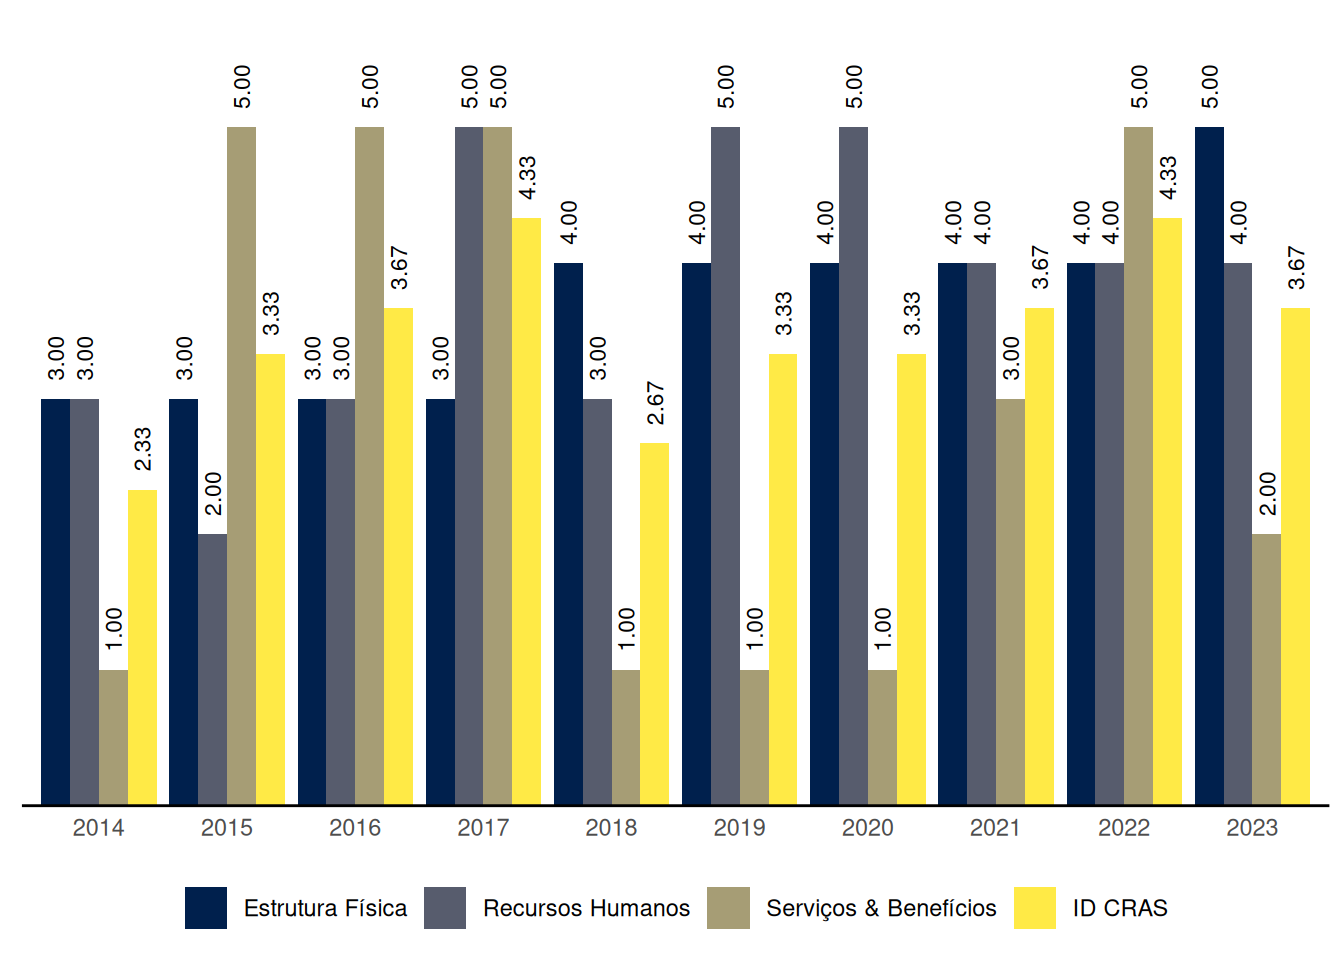 3.00 3.00 1.00 2.33
3.00 2.00 5.00 3.33
3.00 3.00 5.00 3.67
3.00 5.00 5.00 4.33
4.00 3.00 1.00 2.67
4.00 5.00 1.00 3.33
4.00 5.00 1.00 3.33
4.00 4.00 3.00 3.67
4.00 4.00 5.00 4.33
5.00 4.00 2.00 3.67
2014 2015 2016 2017 2018 2019 2020 2021 2022 2023
Estrutura Física Recursos Humanos Serviços & Benefícios ID CRAS